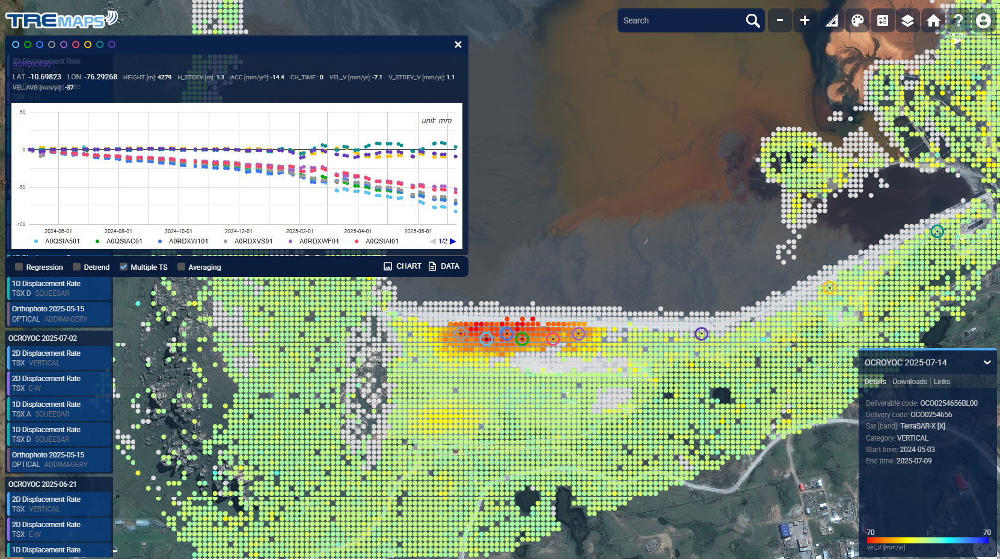 TREMAPS
Search
2D Displacement Rate
A0RDXXS01
TSX VERTICAL
LAT: -10.69823 LON: -76.29268 HEIGHT [m]: 4279 H_STDEV [m]: 1.1 ACC [mm/yr²]: -14.4 CH_TIME : 0 VEL_V [mm/yr]: -7.1 V_STDEV_V [mm/yr]: 1.1
VEL_AVG [mm/yr] : -37
TSX E-W
unit: mm
50
0
-50
-100
2024-06-01 2024-08-01 2024-10-01 2024-12-01 2025-02-01 2025-04-01 2025-06-01
A0QSIA501 A0QSIAC01 A0RDXW101 A0RDXVS01 A0RDXWF01 A0QSIAI01 1/2
Regression Detrend Multiple TS Averaging CHART DATA
1D Displacement Rate
TSX D SQUEESAR
Orthophoto 2025-05-15
OPTICAL ADDIMAGERY
OCROYOC 2025-07-02
2D Displacement Rate
TSX VERTICAL
2D Displacement Rate
TSX E-W
1D Displacement Rate
TSX A SQUEESAR
1D Displacement Rate
TSX D SQUEESAR
Orthophoto 2025-05-15
OPTICAL ADDIMAGERY
OCROYOC 2025-06-21
2D Displacement Rate
TSX VERTICAL
2D Displacement Rate
TSX E-W
1D Displacement Rate
OCROYOC 2025-07-14
Details Downloads Links
Deliverable code: OCO0254656BL00
Delivery code: OCO0254656
Sat [band]: TerraSAR-X [X]
Category: VERTICAL
Start time: 2024-05-03
End time: 2025-07-09
-70 70
vel_V [mm/yr]